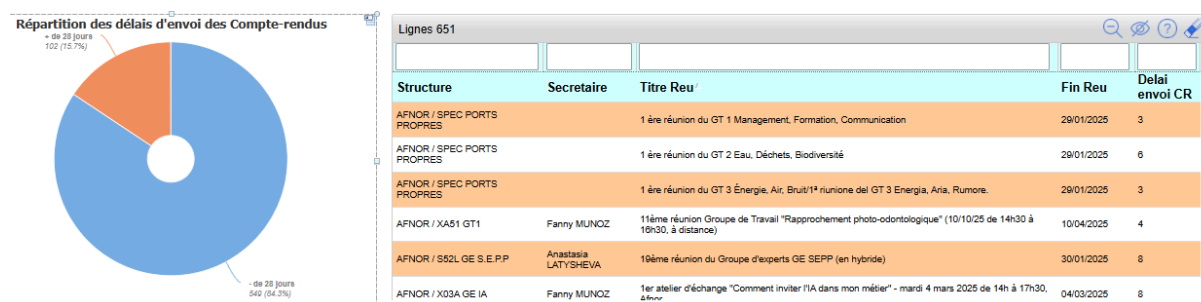 Répartition des délais d'envoi des Compte-rendus
+ de 28 jours
102 (15.7%)
- de 28 jours
549 (84.3%)
Lignes 651
Structure Secretaire Titre Reu Fin Reu Delai envoi CR
AFNOR / SPEC PORTS PROPRES 1 ère réunion du GT 1 Management, Formation, Communication 29/01/2025 3
AFNOR / SPEC PORTS PROPRES 1 ère réunion du GT 2 Eau, Déchets, Biodiversité 29/01/2025 6
AFNOR / SPEC PORTS PROPRES 1 ère réunion du GT 3 Énergie, Air, Bruit/1ª riunione del GT 3 Energia, Aria, Rumore. 29/01/2025 3
AFNOR / XA51 GT1 Fanny MUNOZ 11ème réunion Groupe de Travail "Rapprochement photo-odontologique" (10/10/25 de 14h30 à 16h30, à distance) 10/04/2025 4
AFNOR / S52L GE S.E.P.P Anastasia LATYSHEVA 19ème réunion du Groupe d'experts GE SEPP (en hybride) 30/01/2025 8
AFNOR / X03A GE IA Fanny MUNOZ 1er atelier d'échange "Comment inviter l'IA dans mon métier" - mardi 4 mars 2025 de 14h à 17h30, Afnor 04/03/2025 8